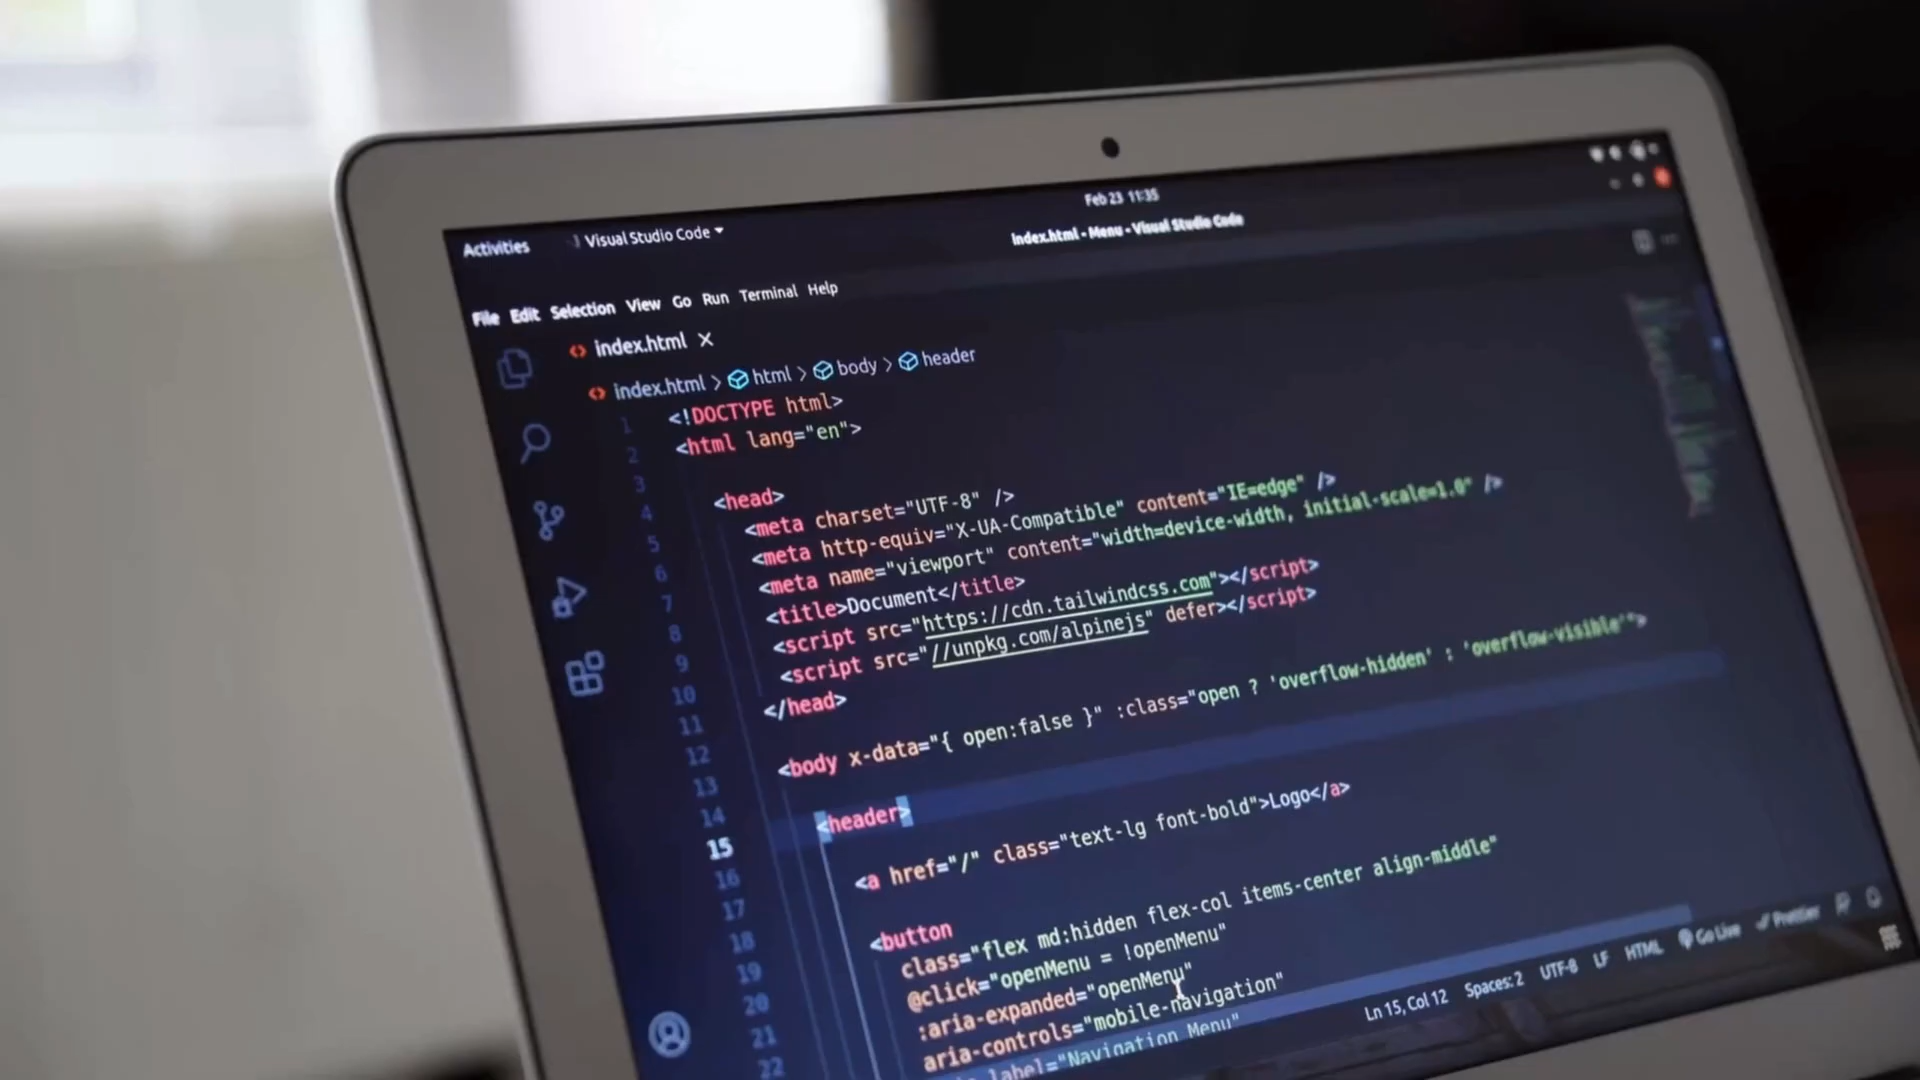 Feb 23 11:35
Activities Visual Studio Code
index.html - Menu - Visual Studio Code
File Edit Selection View Go Run Terminal Help
index.html
index.html > html > body > header
1 <!DOCTYPE html>
2 <html lang="en">
3
4 <head>
5 <meta charset="UTF-8" />
6 <meta http-equiv="X-UA-Compatible" content="IE=edge" />
7 <meta name="viewport" content="width=device-width, initial-scale=1.0" />
8 <title>Document</title>
9 <script src="https://cdn.tailwindcss.com"></script>
10 <script src="//unpkg.com/alpinejs" defer></script>
11 </head>
12
13 <body x-data="{ open:false }" :class="open ? 'overflow-hidden' : 'overflow-visible'">
14
15 <header>
16
17 <a href="/" class="text-lg font-bold">Logo</a>
18
19 <button
20 class="flex md:hidden flex-col items-center align-middle"
21 @click="openMenu = !openMenu"
22 :aria-expanded="openMenu"
aria-controls="mobile-navigation"
label="Navigation Menu"
Ln 15, Col 12 Spaces: 2 UTF-8 LF HTML Go Live Prettier